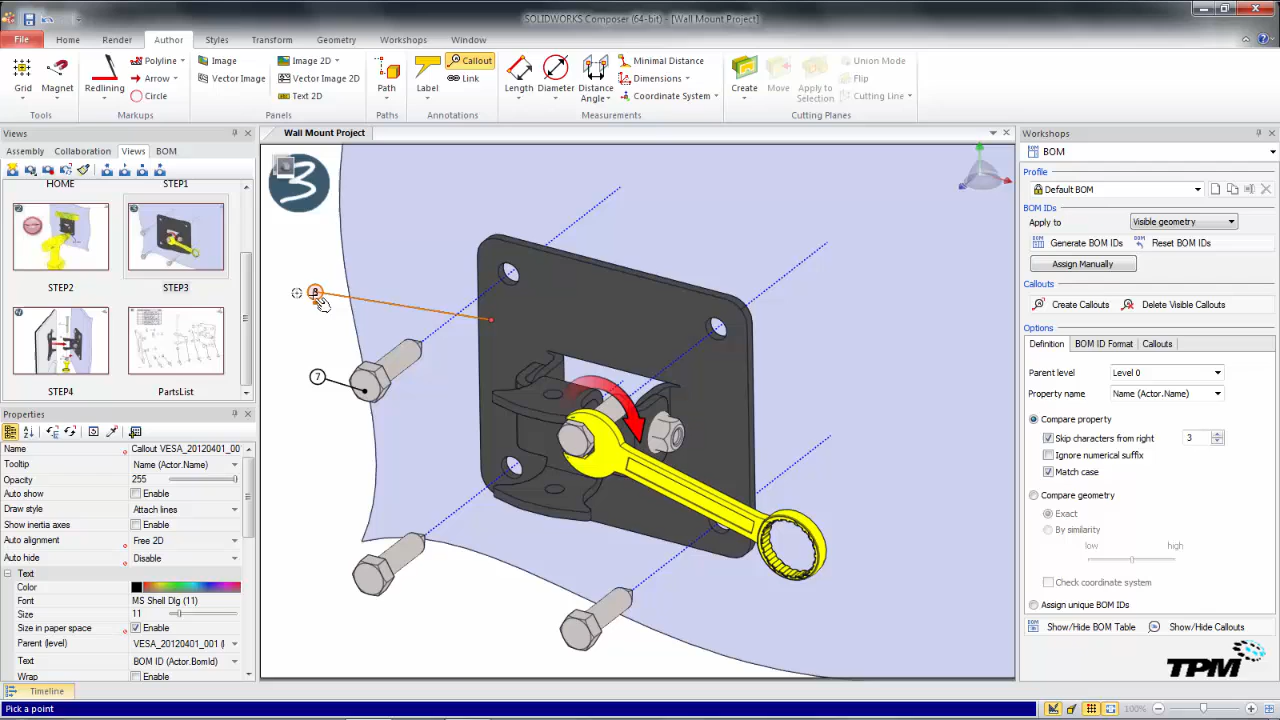 SOLIDWORKS Composer (64-bit) - [Wall Mount Project]
File Home Render Author Styles Transform Geometry Workshops Window
Grid Magnet Redlining Polyline Arrow Circle
Image Vector Image
Image 2D Vector Image 2D Text 2D
Path Label Callout Link
Length Diameter Distance Angle Minimal Distance Dimensions Coordinate System
Create Move Apply to Selection Union Mode Flip Cutting Line
Tools Markups Panels Paths Annotations Measurements Cutting Planes
Views
Assembly Collaboration Views BOM
HOME STEP1
STEP2 STEP3
STEP4 PartsList
Properties
Name Callout VESA_20120401_00
Tooltip Name (Actor.Name)
Opacity 255
Auto show Enable
Draw style Attach lines
Show inertia axes Enable
Auto alignment Free 2D
Auto hide Disable
Text
Color
Font MS Shell Dlg (11)
Size 11
Size in paper space Enable
Parent (level) VESA_20120401_001 (
Text BOM ID (Actor.BomId)
Wrap Enable
Timeline
Pick a point
Wall Mount Project
8
7
Workshops
BOM
Profile
Default BOM
BOM IDs
Apply to Visible geometry
Generate BOM IDs Reset BOM IDs
Assign Manually
Callouts
Create Callouts Delete Visible Callouts
Options
Definition BOM ID Format Callouts
Parent level Level 0
Property name Name (Actor.Name)
Compare property
Skip characters from right 3
Ignore numerical suffix
Match case
Compare geometry
Exact
By similarity
low high
Check coordinate system
Assign unique BOM IDs
Show/Hide BOM Table Show/Hide Callouts
TPM
100%